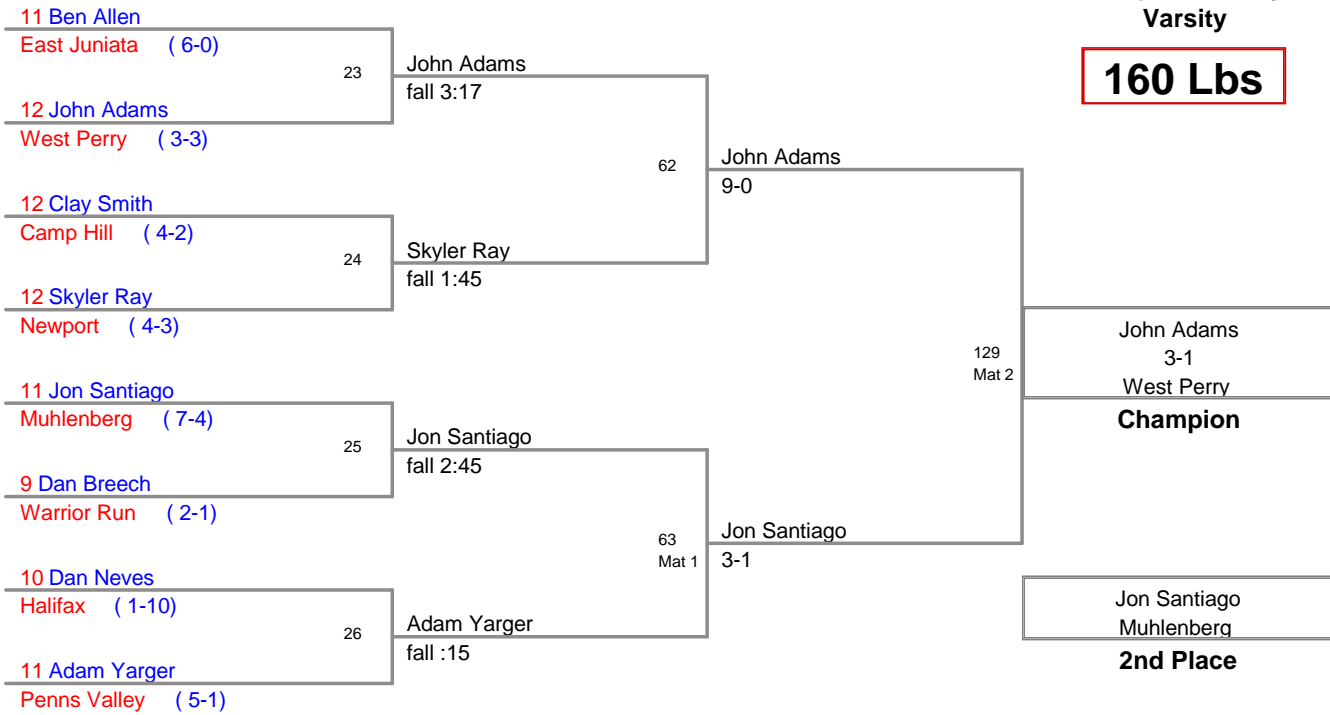 Varsity
160 Lbs
11 Ben Allen
East Juniata ( 6-0)
23
John Adams
fall 3:17
12 John Adams
West Perry ( 3-3)
62
John Adams
9-0
12 Clay Smith
Camp Hill ( 4-2)
24
Skyler Ray
fall 1:45
12 Skyler Ray
Newport ( 4-3)
129
Mat 2
John Adams
3-1
West Perry
Champion
11 Jon Santiago
Muhlenberg ( 7-4)
25
Jon Santiago
fall 2:45
9 Dan Breech
Warrior Run ( 2-1)
63
Mat 1
Jon Santiago
3-1
10 Dan Neves
Halifax ( 1-10)
26
Adam Yarger
fall :15
11 Adam Yarger
Penns Valley ( 5-1)
Jon Santiago
Muhlenberg
2nd Place